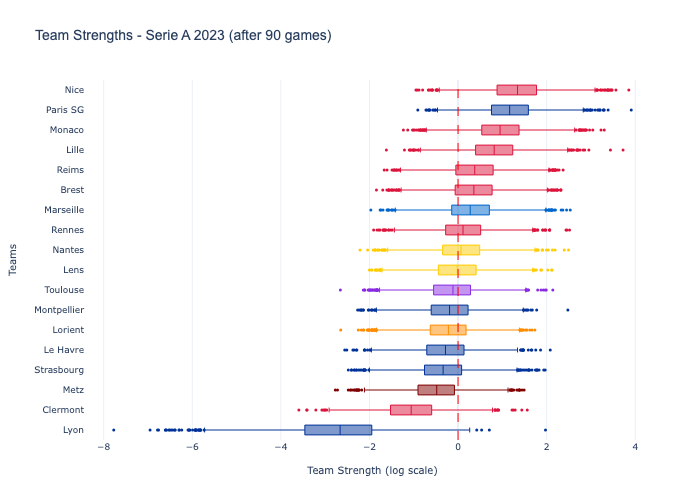 Team Strengths - Serie A 2023 (after 90 games)
Nice
Paris SG
Monaco
Lille
Reims
Brest
Marseille
Rennes
Nantes
Lens
Toulouse
Montpellier
Lorient
Le Havre
Strasbourg
Metz
Clermont
Lyon
Teams
−8 −6 −4 −2 0 2 4
Team Strength (log scale)